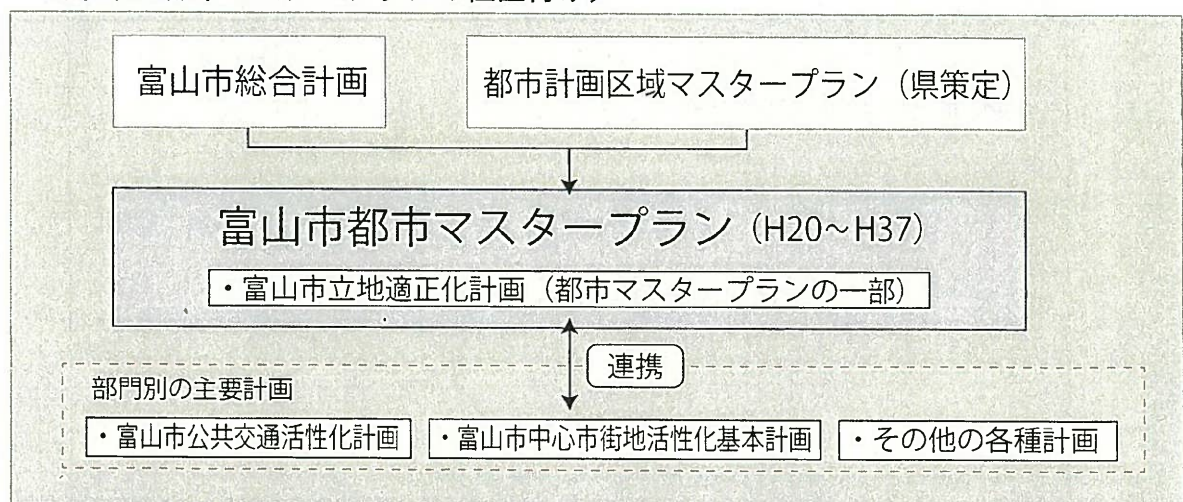 富山市総合計画
都市計画区域マスタープラン（県策定）
富山市都市マスタープラン（H20～H37）
・富山市立地適正化計画（都市マスタープランの一部）
連携
部門別の主要計画
・富山市公共交通活性化計画
・富山市中心市街地活性化基本計画
・その他の各種計画